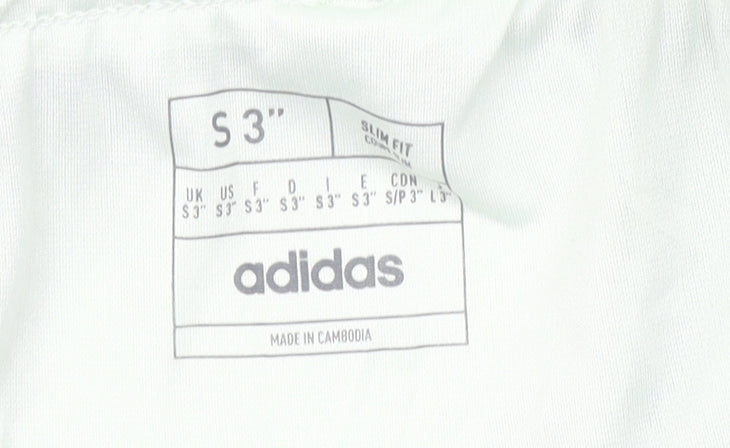 S 3"
SLIM FIT
UK US F D I E CDN
S 3" S 3" S 3" S 3" S 3" S 3" S/P 3" L 3"
adidas
MADE IN CAMBODIA